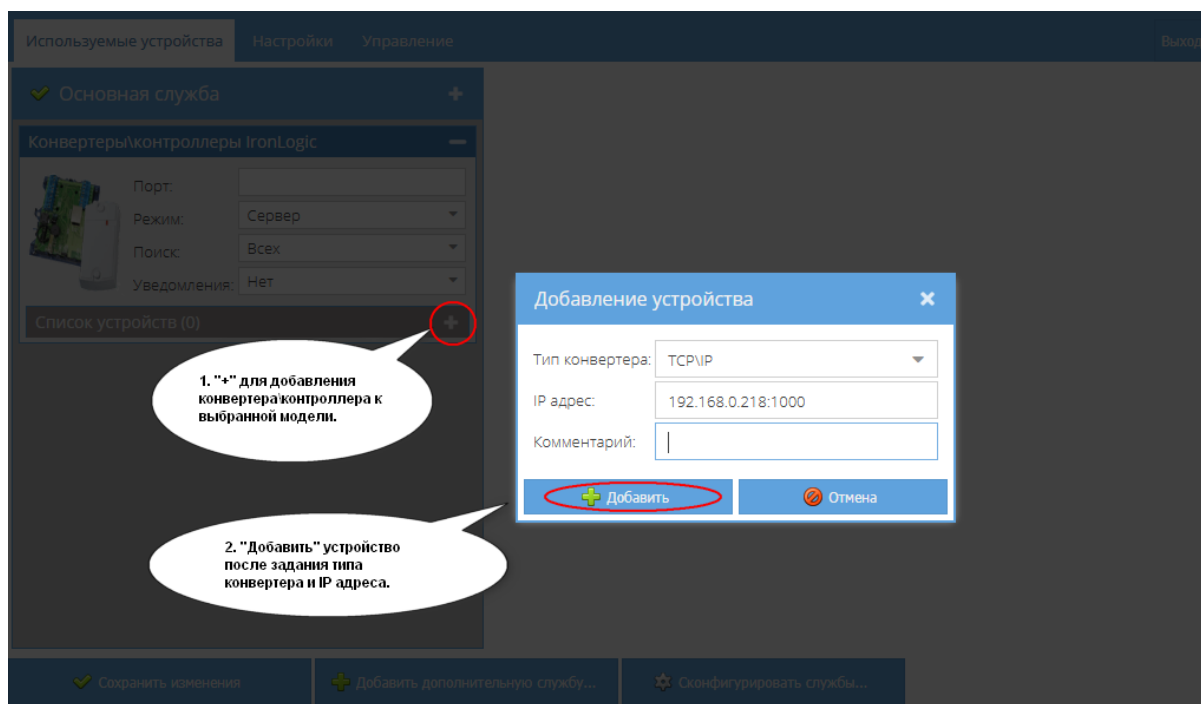 Используемые устройства Настройки Управление Выход
Основная служба
Конвертеры\контроллеры IronLogic
Порт:
Режим: Сервер
Поиск: Всех
Уведомления: Нет
Список устройств (0)
1. "+" для добавления
конвертера\контроллера к
выбранной модели.
Добавление устройства
Тип конвертера: TCP\IP
IP адрес: 192.168.0.218:1000
Комментарий:
Добавить Отмена
2. "Добавить" устройство
после задания типа
конвертера и IP адреса.
Сохранить изменения Добавить дополнительную службу... Сконфигурировать службы...